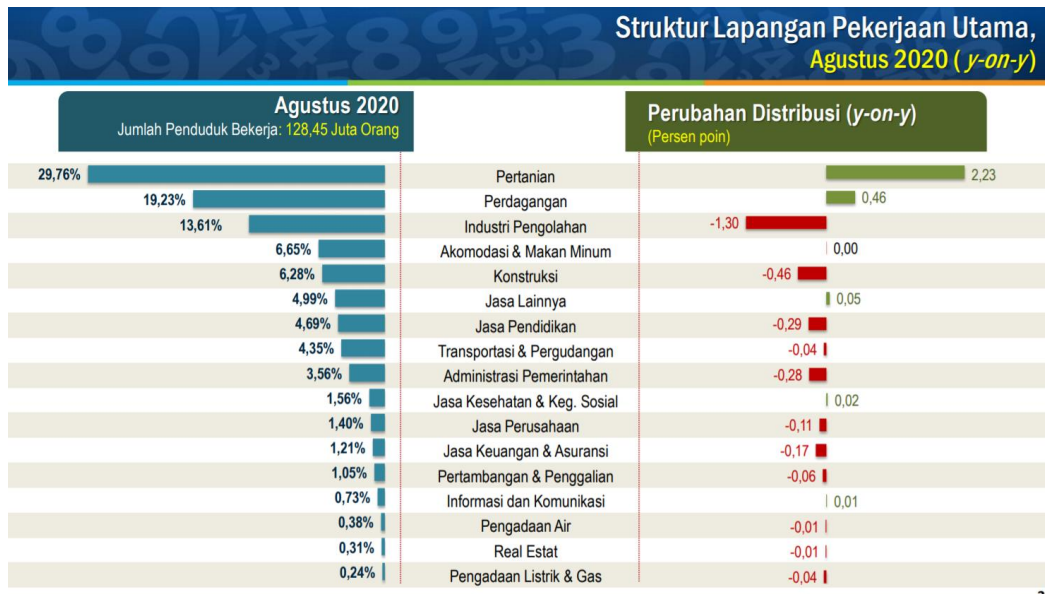 Struktur Lapangan Pekerjaan Utama,
Agustus 2020 ( y-on-y)
Agustus 2020
Jumlah Penduduk Bekerja: 128,45 Juta Orang
Perubahan Distribusi (y-on-y)
(Persen poin)
29,76% Pertanian 2,23
19,23% Perdagangan 0,46
13,61% Industri Pengolahan -1,30
6,65% Akomodasi & Makan Minum 0,00
6,28% Konstruksi -0,46
4,99% Jasa Lainnya 0,05
4,69% Jasa Pendidikan -0,29
4,35% Transportasi & Pergudangan -0,04
3,56% Administrasi Pemerintahan -0,28
1,56% Jasa Kesehatan & Keg. Sosial 0,02
1,40% Jasa Perusahaan -0,11
1,21% Jasa Keuangan & Asuransi -0,17
1,05% Pertambangan & Penggalian -0,06
0,73% Informasi dan Komunikasi 0,01
0,38% Pengadaan Air -0,01
0,31% Real Estat -0,01
0,24% Pengadaan Listrik & Gas -0,04